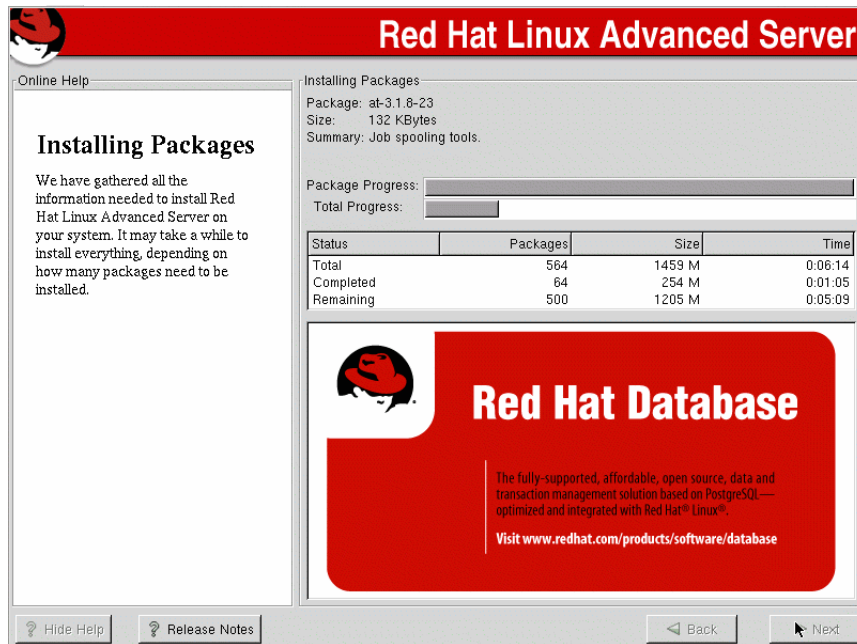 Red Hat Linux Advanced Server
Online Help
Installing Packages
We have gathered all the
information needed to install Red
Hat Linux Advanced Server on
your system. It may take a while to
install everything, depending on
how many packages need to be
installed.
Installing Packages
Package: at-3.1.8-23
Size: 132 KBytes
Summary: Job spooling tools.
Package Progress:
Total Progress:
Status Packages Size Time
Total 564 1459 M 0:06:14
Completed 64 254 M 0:01:05
Remaining 500 1205 M 0:05:09
Red Hat Database
The fully-supported, affordable, open source, data and
transaction management solution based on PostgreSQL—
optimized and integrated with Red Hat® Linux®.
Visit www.redhat.com/products/software/database
Hide Help
Release Notes
Back
Next